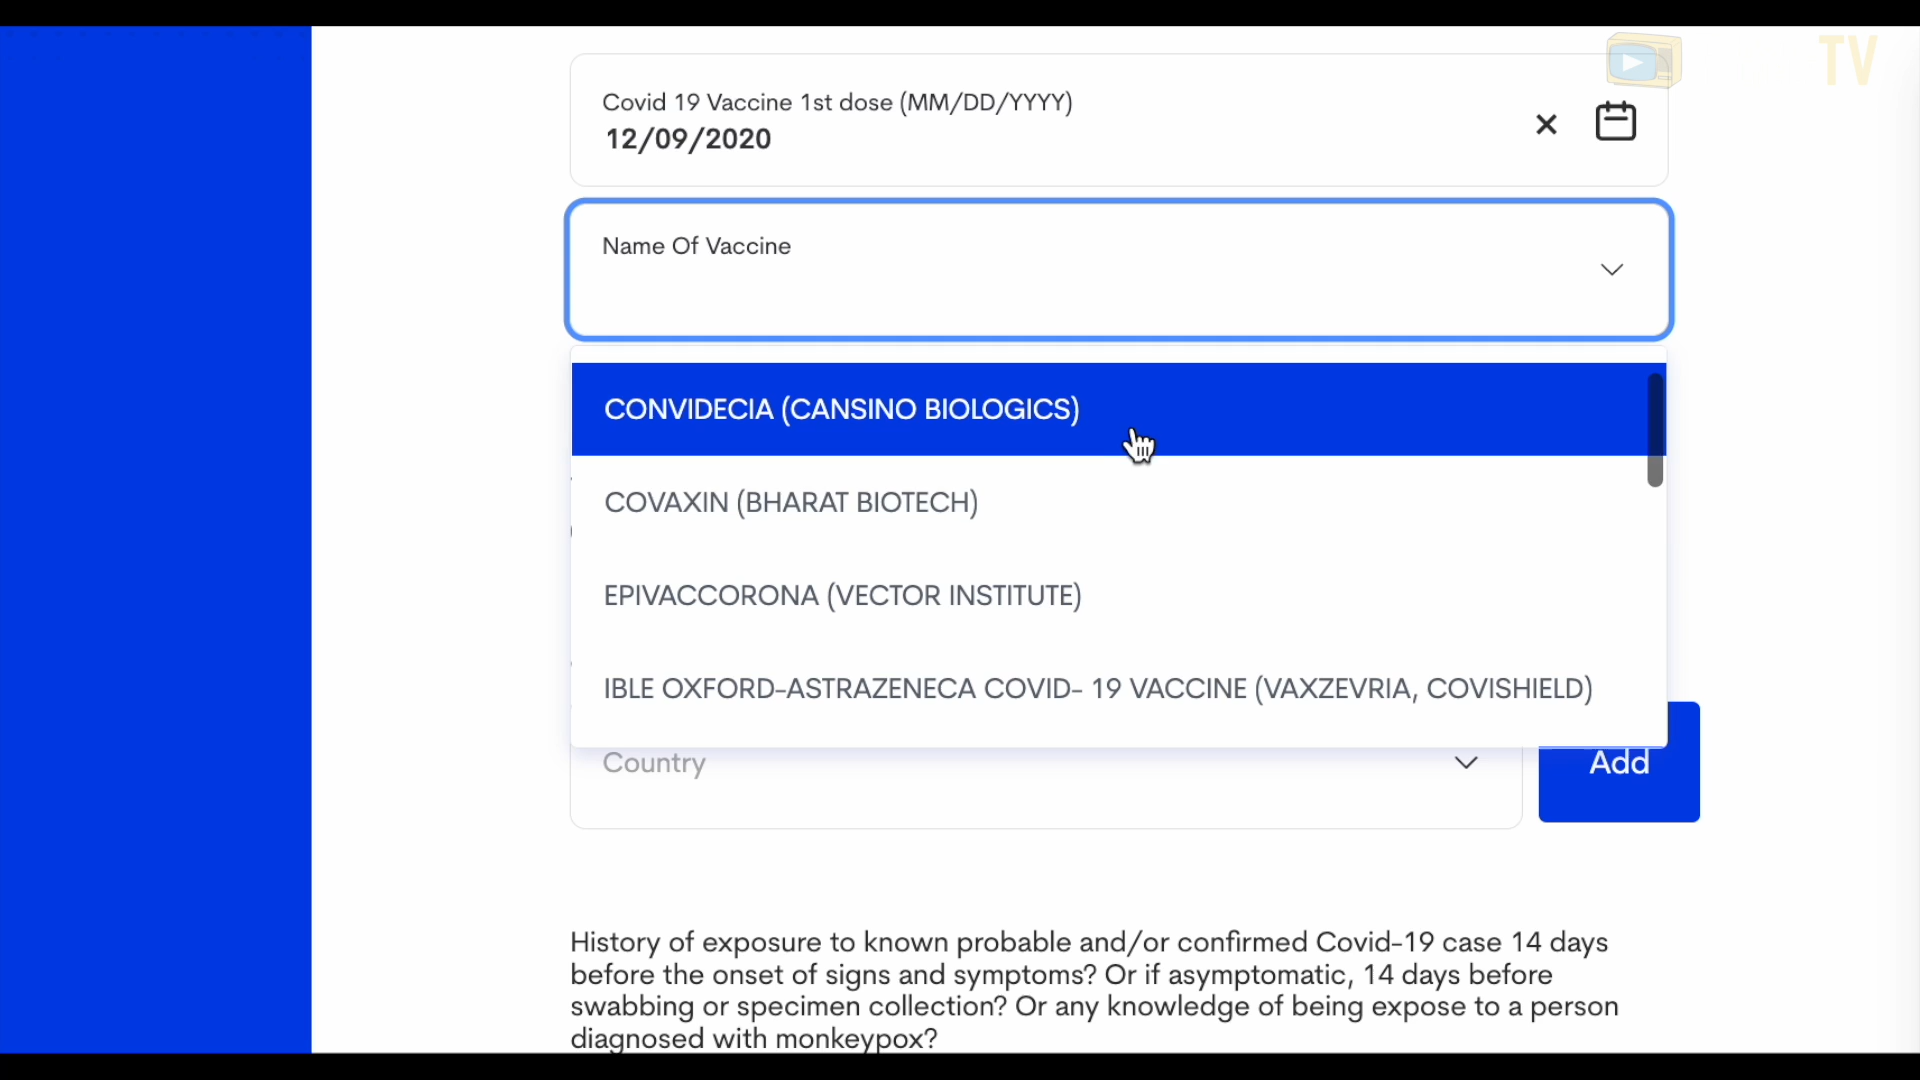 TV
Covid 19 Vaccine 1st dose (MM/DD/YYYY)
12/09/2020
Name Of Vaccine
CONVIDECIA (CANSINO BIOLOGICS)
COVAXIN (BHARAT BIOTECH)
EPIVACCORONA (VECTOR INSTITUTE)
IBLE OXFORD-ASTRAZENECA COVID- 19 VACCINE (VAXZEVRIA, COVISHIELD)
Country
Add
History of exposure to known probable and/or confirmed Covid-19 case 14 days
before the onset of signs and symptoms? Or if asymptomatic, 14 days before
swabbing or specimen collection? Or any knowledge of being expose to a person
diagnosed with monkeypox?